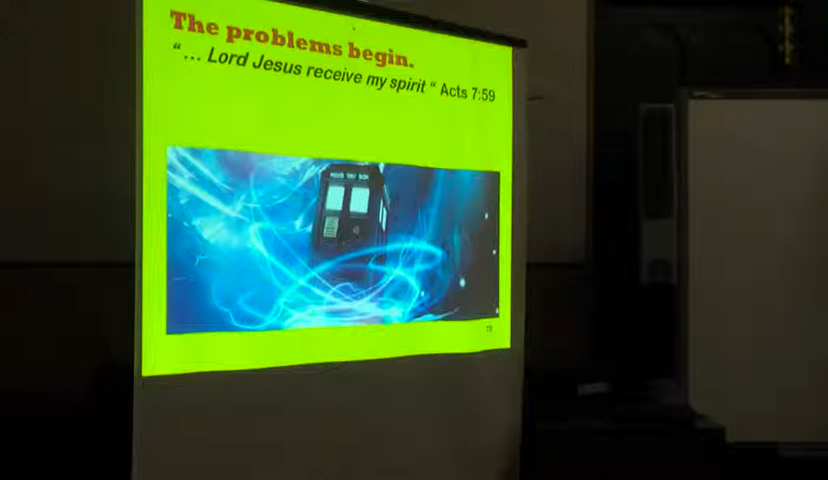 The problems begin.
“... Lord Jesus receive my spirit “ Acts 7:59